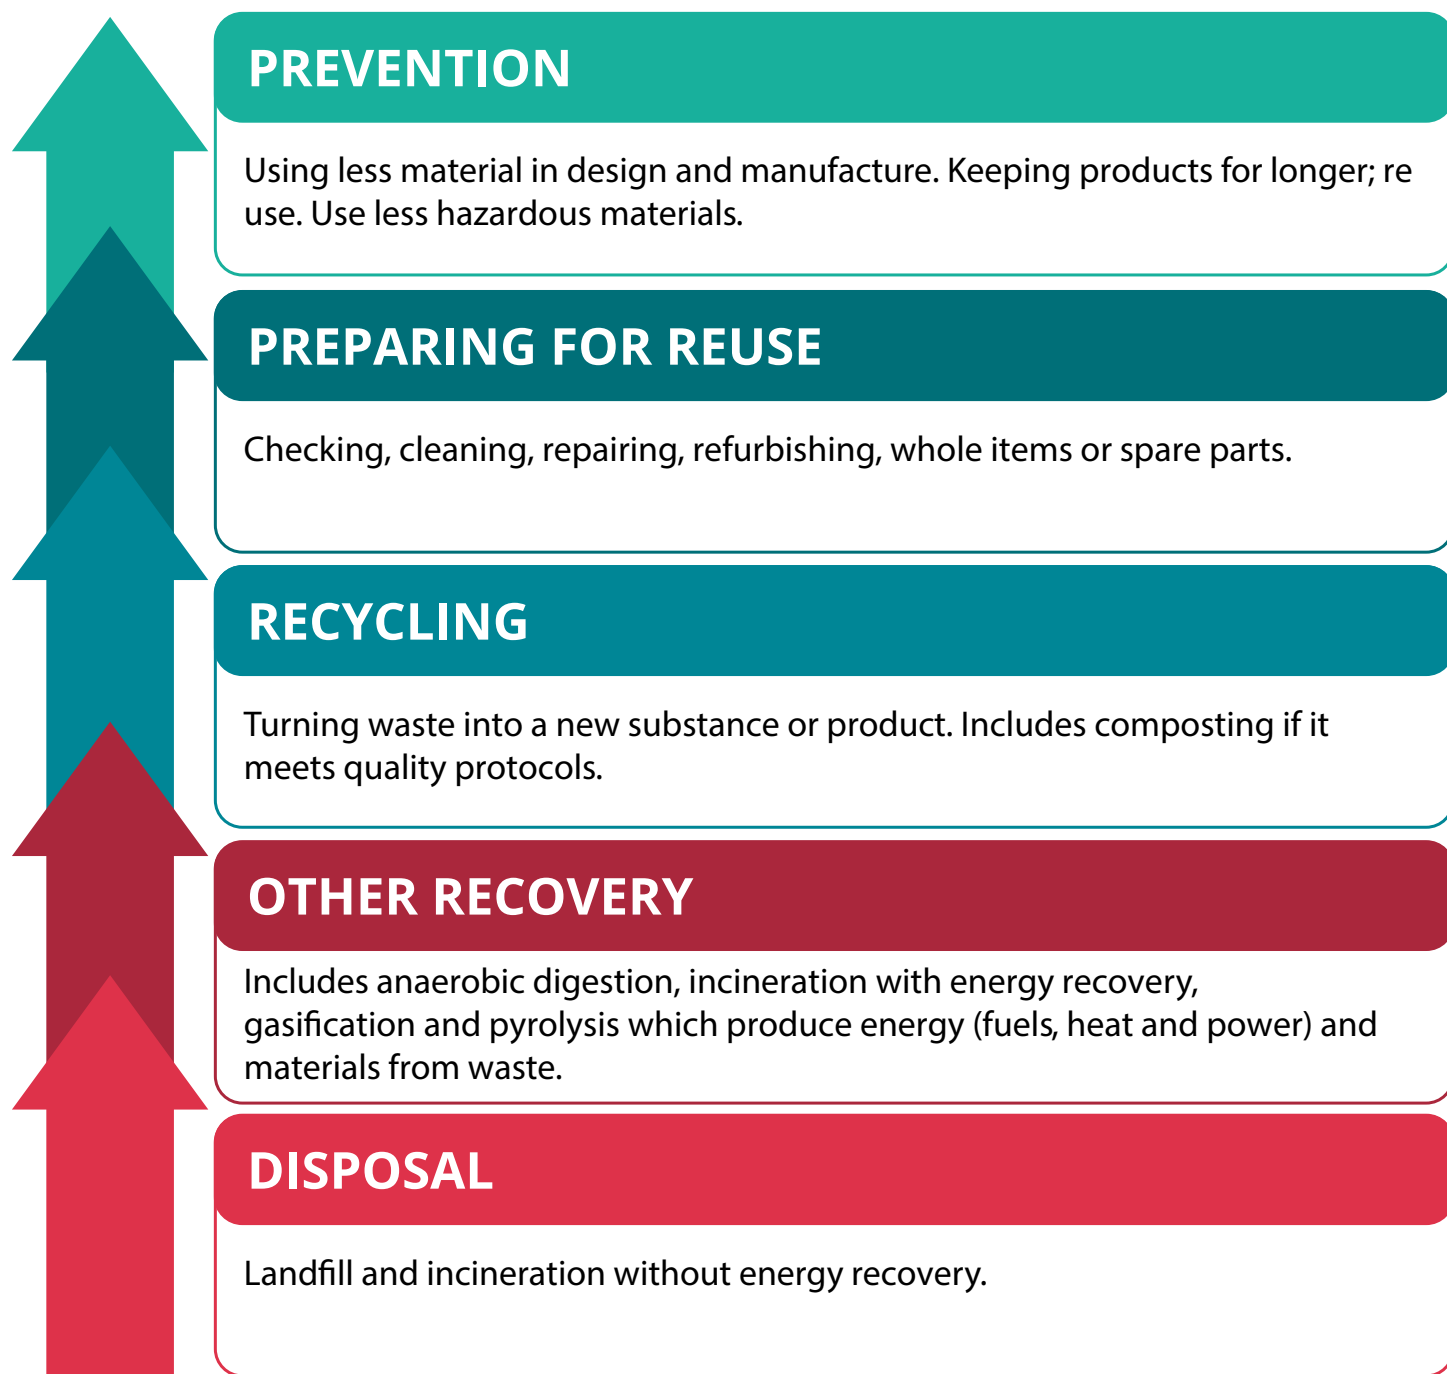 PREVENTION
Using less material in design and manufacture. Keeping products for longer; re
use. Use less hazardous materials.
PREPARING FOR REUSE
Checking, cleaning, repairing, refurbishing, whole items or spare parts.
RECYCLING
Turning waste into a new substance or product. Includes composting if it
meets quality protocols.
OTHER RECOVERY
Includes anaerobic digestion, incineration with energy recovery,
gasification and pyrolysis which produce energy (fuels, heat and power) and
materials from waste.
DISPOSAL
Landfill and incineration without energy recovery.